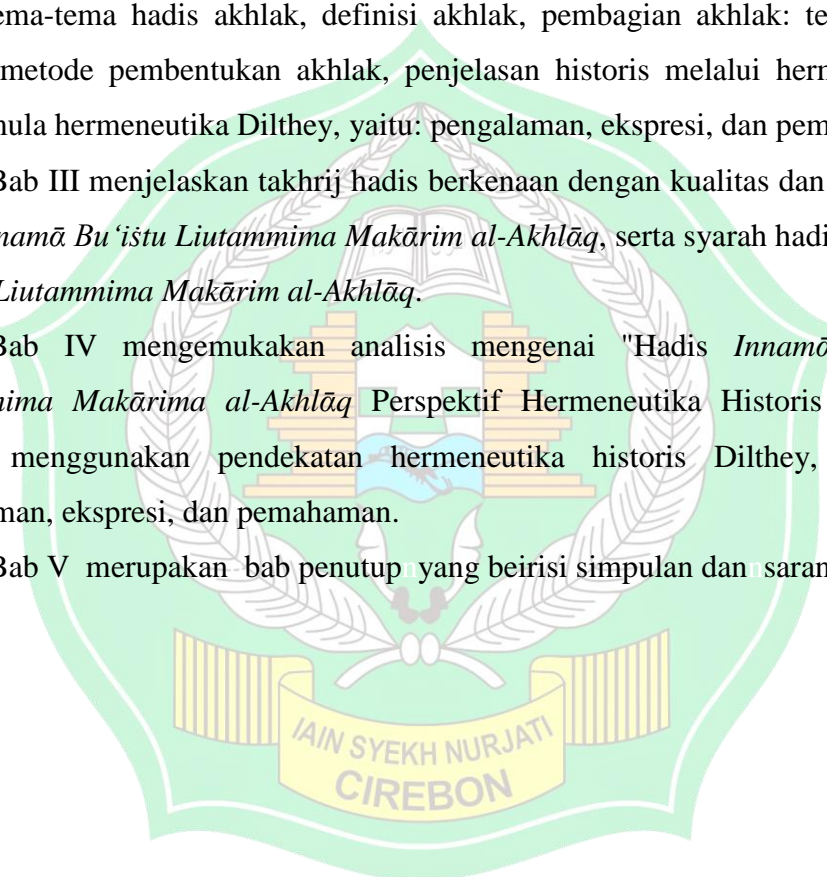 ema-tema hadis akhlak, definisi akhlak, pembagian akhlak: te
metode pembentukan akhlak, penjelasan historis melalui her
ula hermeneutika Dilthey, yaitu: pengalaman, ekspresi, dan pem
Bab III menjelaskan takhrij hadis berkenaan dengan kualitas dan
namā Bu‘iṡtu Liutammima Makārim al-Akhlāq, serta syarah hadi
Liutammima Makārim al-Akhlāq.
Bab IV mengemukakan analisis mengenai "Hadis Innamā
ima Makārima al-Akhlāq Perspektif Hermeneutika Historis
menggunakan pendekatan hermeneutika historis Dilthey,
man, ekspresi, dan pemahaman.
Bab V merupakan bab penutup yang beirisi simpulan dan saran
IAIN SYEKH NURJATI
CIREBON